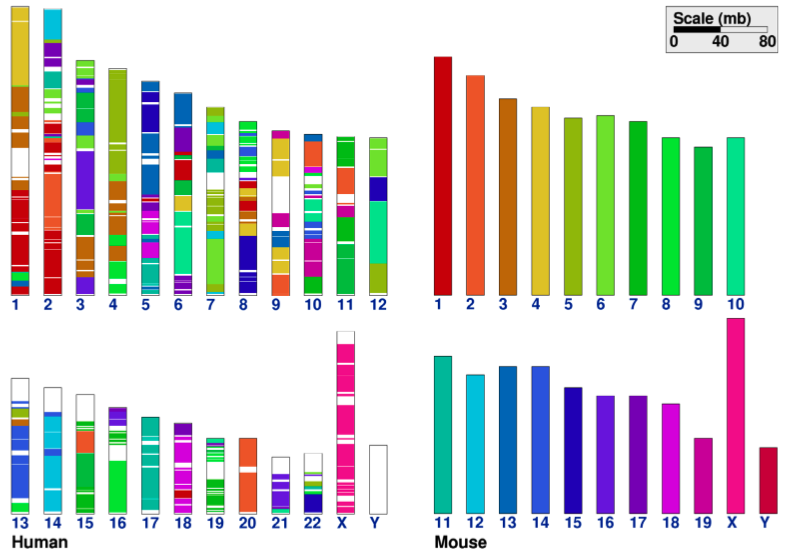 Scale (mb)
0 40 80
1 2 3 4 5 6 7 8 9 10 11 12
1 2 3 4 5 6 7 8 9 10
13 14 15 16 17 18 19 20 21 22 X Y
11 12 13 14 15 16 17 18 19 X Y
Human
Mouse